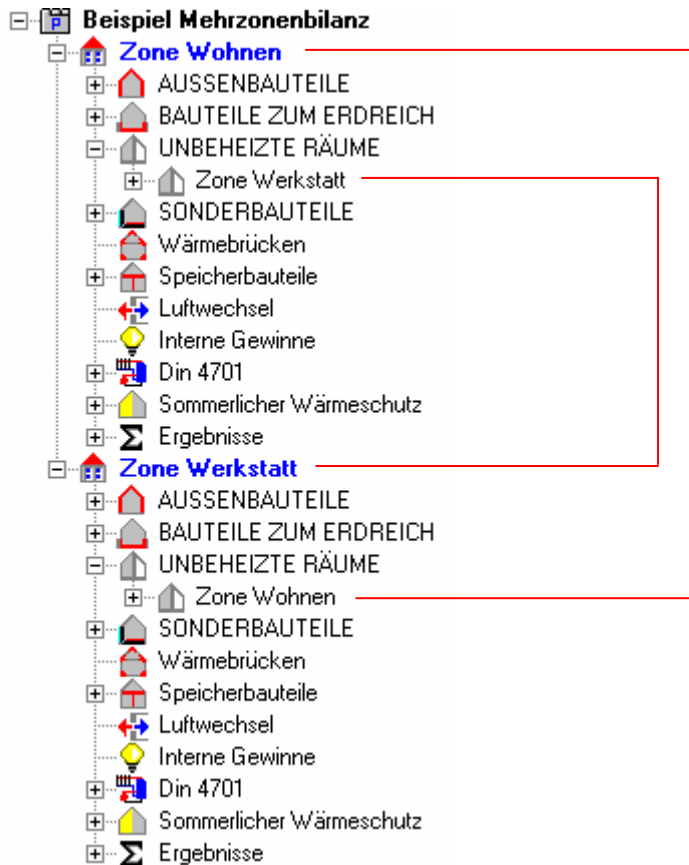 Beispiel Mehrzonenbilanz
Zone Wohnen
AUSSENBAUTEILE
BAUTEILE ZUM ERDREICH
UNBEHEIZTE RÄUME
Zone Werkstatt
SONDERBAUTEILE
Wärmebrücken
Speicherbauteile
Luftwechsel
Interne Gewinne
Din 4701
Sommerlicher Wärmeschutz
Ergebnisse
Zone Werkstatt
AUSSENBAUTEILE
BAUTEILE ZUM ERDREICH
UNBEHEIZTE RÄUME
Zone Wohnen
SONDERBAUTEILE
Wärmebrücken
Speicherbauteile
Luftwechsel
Interne Gewinne
Din 4701
Sommerlicher Wärmeschutz
Ergebnisse